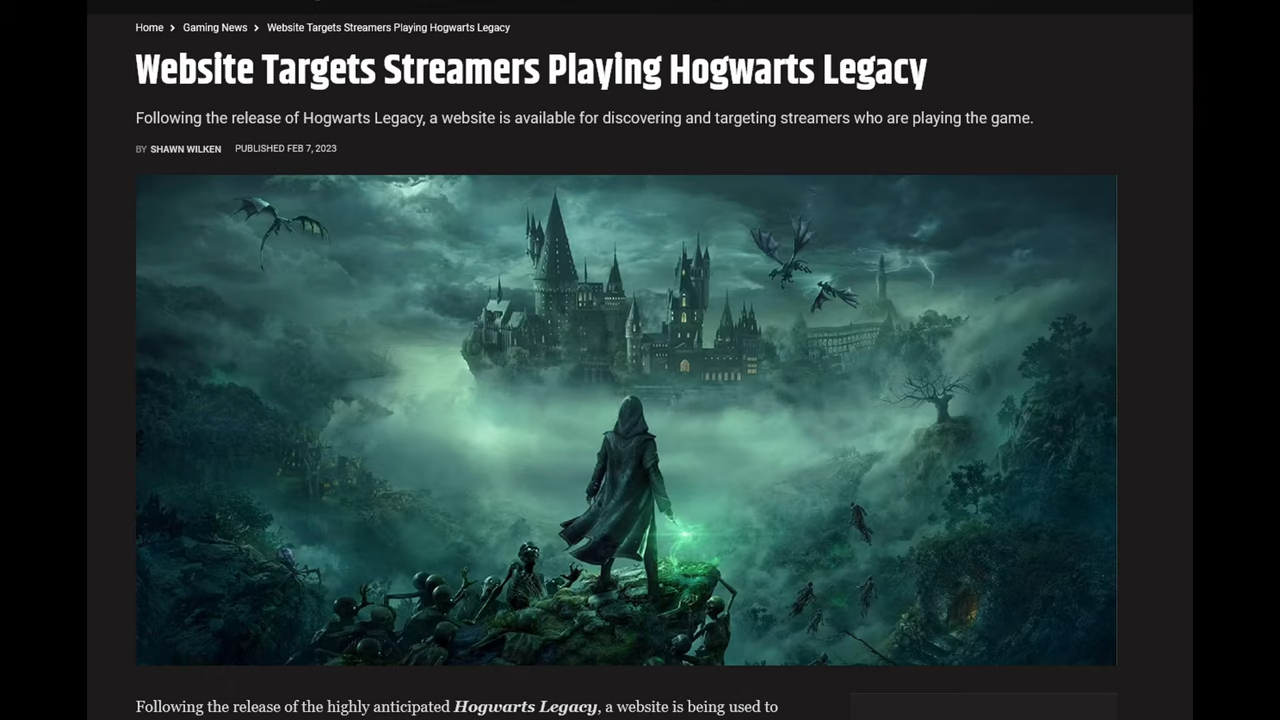 Home > Gaming News > Website Targets Streamers Playing Hogwarts Legacy
Website Targets Streamers Playing Hogwarts Legacy
Following the release of Hogwarts Legacy, a website is available for discovering and targeting streamers who are playing the game.
BY SHAWN WILKEN PUBLISHED FEB 7, 2023
Following the release of the highly anticipated Hogwarts Legacy, a website is being used to